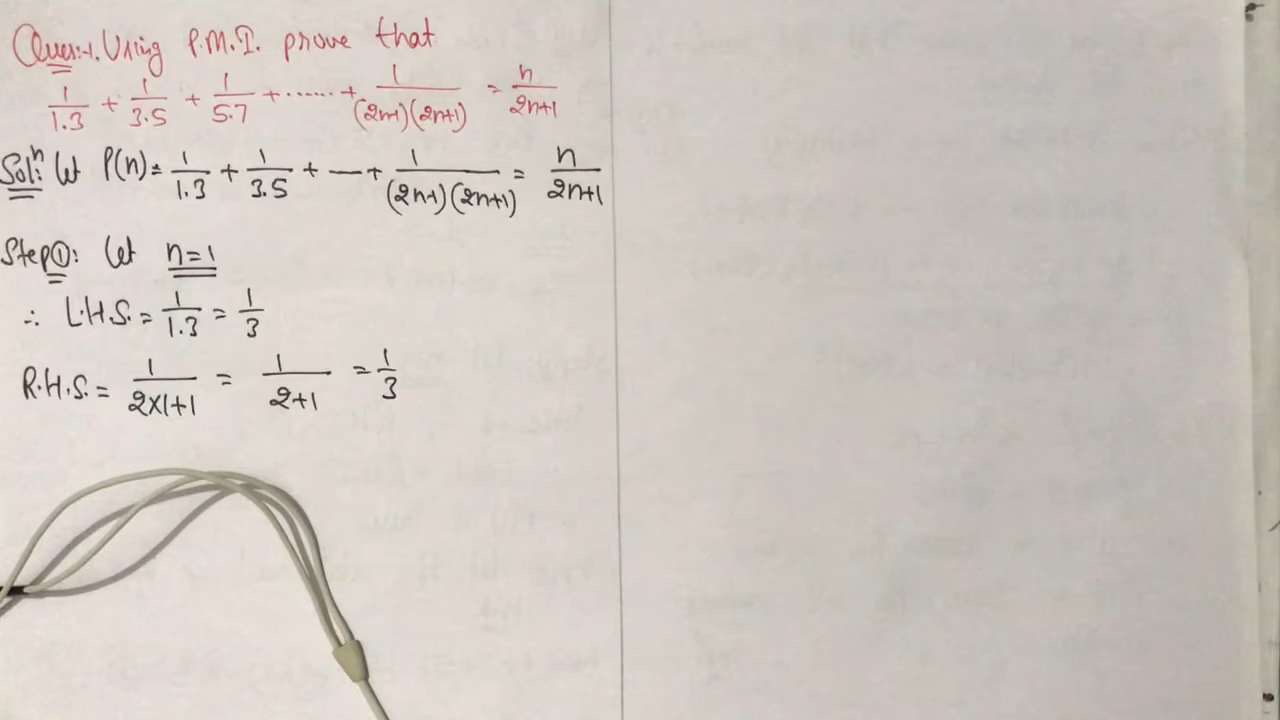 Ques:-1. Using P.M.I. prove that
1/1.3 + 1/3.5 + 1/5.7 + ...... + 1/(2n-1)(2n+1) = n/2n+1
Solⁿ: Let P(n) = 1/1.3 + 1/3.5 + — + 1/(2n-1)(2n+1) = n/2n+1
Step①: Let n=1
∴ L.H.S. = 1/1.3 = 1/3
R.H.S. = 1/2×1+1 = 1/2+1 = 1/3